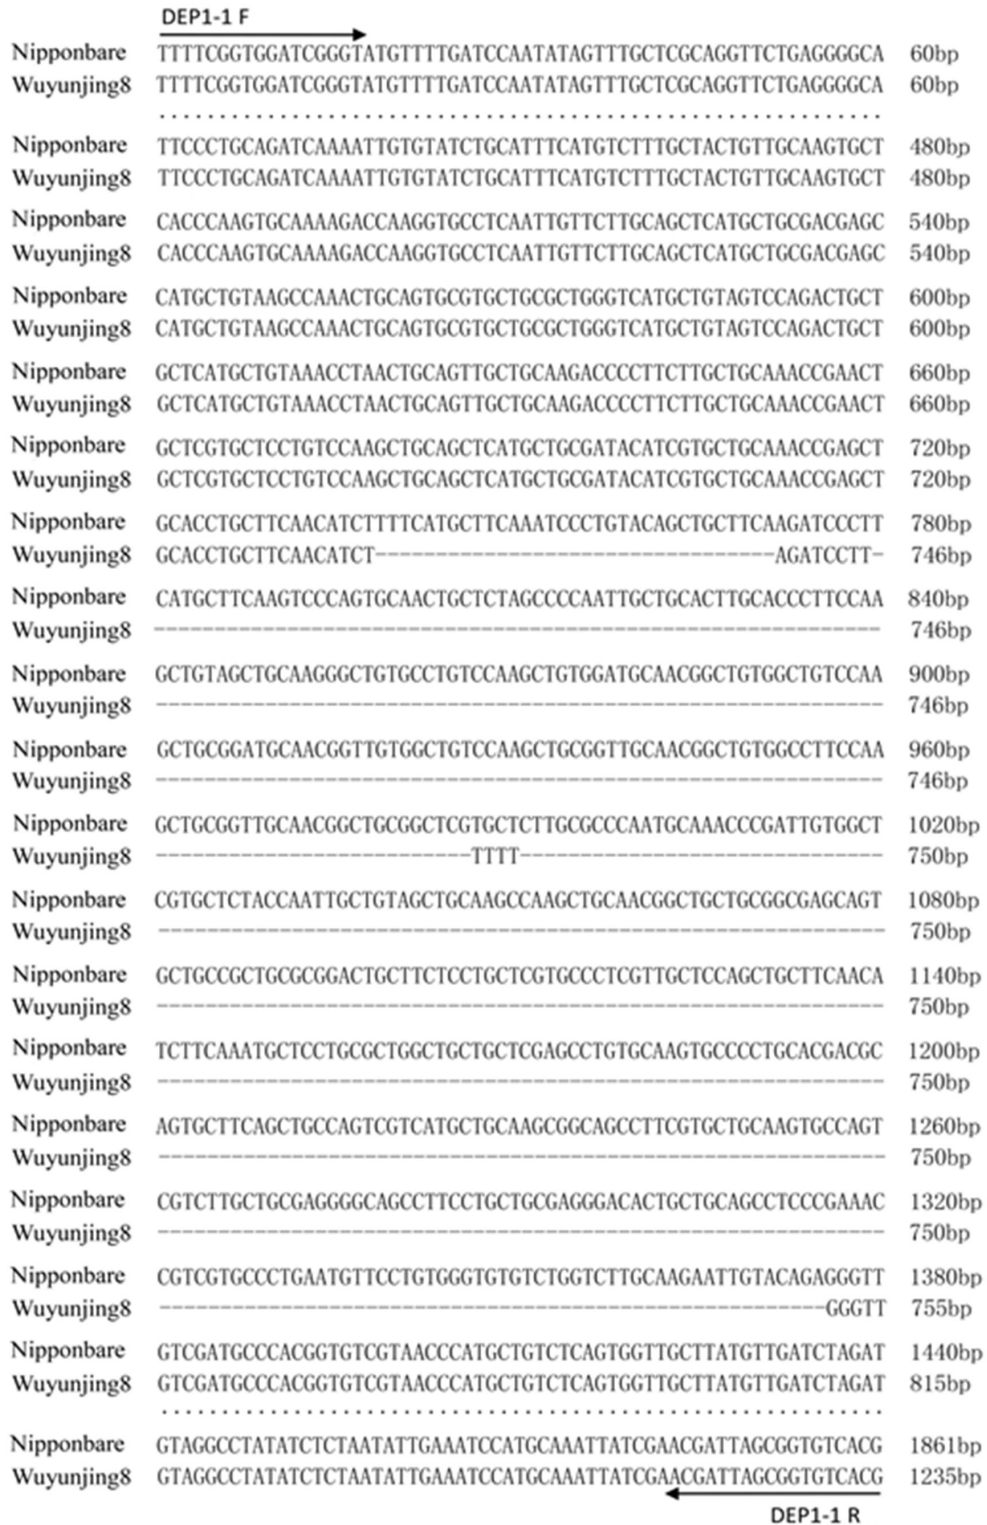 DEP1-1 F
Nipponbare TTTTCGGTGGATCGGGTATGTTTTGATCCAATATAGTTTGCTCGCAGGTTCTGAGGGGCA 60bp
Wuyunjing8 TTTTCGGTGGATCGGGTATGTTTTGATCCAATATAGTTTGCTCGCAGGTTCTGAGGGGCA 60bp
............................................................
Nipponbare TTCCCTGCAGATCAAAATTGTGTATCTGCATTTCATGTCTTTGCTACTGTTGCAAGTGCT 480bp
Wuyunjing8 TTCCCTGCAGATCAAAATTGTGTATCTGCATTTCATGTCTTTGCTACTGTTGCAAGTGCT 480bp
Nipponbare CACCCAAGTGCAAAAGACCAAGGTGCCTCAATTGTTCTTGCAGCTCATGCTGCGACGAGC 540bp
Wuyunjing8 CACCCAAGTGCAAAAGACCAAGGTGCCTCAATTGTTCTTGCAGCTCATGCTGCGACGAGC 540bp
Nipponbare CATGCTGTAAGCCAAACTGCAGTGCGTGCTGCGCTGGGTCATGCTGTAGTCCAGACTGCT 600bp
Wuyunjing8 CATGCTGTAAGCCAAACTGCAGTGCGTGCTGCGCTGGGTCATGCTGTAGTCCAGACTGCT 600bp
Nipponbare GCTCATGCTGTAAACCTAACTGCAGTTGCTGCAAGACCCCTTCTTGCTGCAAACCGAACT 660bp
Wuyunjing8 GCTCATGCTGTAAACCTAACTGCAGTTGCTGCAAGACCCCTTCTTGCTGCAAACCGAACT 660bp
Nipponbare GCTCGTGCTCCTGTCCAAGCTGCAGCTCATGCTGCGATACATCGTGCTGCAAACCGAGCT 720bp
Wuyunjing8 GCTCGTGCTCCTGTCCAAGCTGCAGCTCATGCTGCGATACATCGTGCTGCAAACCGAGCT 720bp
Nipponbare GCACCTGCTTCAACATCTTTTCATGCTTCAAATCCCTGTACAGCTGCTTCAAGATCCCTT 780bp
Wuyunjing8 GCACCTGCTTCAACATCT---------------------------------AGATCCTT- 746bp
Nipponbare CATGCTTCAAGTCCCAGTGCAACTGCTCTAGCCCCAATTGCTGCACTTGCACCCTTCCAA 840bp
Wuyunjing8 ------------------------------------------------------------ 746bp
Nipponbare GCTGTAGCTGCAAGGGCTGTGCCTGTCCAAGCTGTGGATGCAACGGCTGTGGCTGTCCAA 900bp
Wuyunjing8 ------------------------------------------------------------ 746bp
Nipponbare GCTGCGGATGCAACGGTTGTGGCTGTCCAAGCTGCGGTTGCAACGGCTGTGGCCTTCCAA 960bp
Wuyunjing8 ------------------------------------------------------------ 746bp
Nipponbare GCTGCGGTTGCAACGGCTGCGGCTCGTGCTCTTGCGCCCAATGCAAACCCGATTGTGGCT 1020bp
Wuyunjing8 --------------------------TTTT------------------------------ 750bp
Nipponbare CGTGCTCTACCAATTGCTGTAGCTGCAAGCCAAGCTGCAACGGCTGCTGCGGCGAGCAGT 1080bp
Wuyunjing8 ------------------------------------------------------------ 750bp
Nipponbare GCTGCCGCTGCGCGGACTGCTTCTCCTGCTCGTGCCCTCGTTGCTCCAGCTGCTTCAACA 1140bp
Wuyunjing8 ------------------------------------------------------------ 750bp
Nipponbare TCTTCAAATGCTCCTGCGCTGGCTGCTGCTCGAGCCTGTGCAAGTGCCCCTGCACGACGC 1200bp
Wuyunjing8 ------------------------------------------------------------ 750bp
Nipponbare AGTGCTTCAGCTGCCAGTCGTCATGCTGCAAGCGGCAGCCTTCGTGCTGCAAGTGCCAGT 1260bp
Wuyunjing8 ------------------------------------------------------------ 750bp
Nipponbare CGTCTTGCTGCGAGGGGCAGCCTTCCTGCTGCGAGGGACACTGCTGCAGCCTCCCGAAAC 1320bp
Wuyunjing8 ------------------------------------------------------------ 750bp
Nipponbare CGTCGTGCCCTGAATGTTCCTGTGGGTGTGTCTGGTCTTGCAAGAATTGTACAGAGGGTT 1380bp
Wuyunjing8 -------------------------------------------------------GGGTT 755bp
Nipponbare GTCGATGCCCACGGTGTCGTAACCCATGCTGTCTCAGTGGTTGCTTATGTTGATCTAGAT 1440bp
Wuyunjing8 GTCGATGCCCACGGTGTCGTAACCCATGCTGTCTCAGTGGTTGCTTATGTTGATCTAGAT 815bp
............................................................
Nipponbare GTAGGCCTATATCTCTAATATTGAAATCCATGCAAATTATCGAACGATTAGCGGTGTCACG 1861bp
Wuyunjing8 GTAGGCCTATATCTCTAATATTGAAATCCATGCAAATTATCGAACGATTAGCGGTGTCACG 1235bp
DEP1-1 R